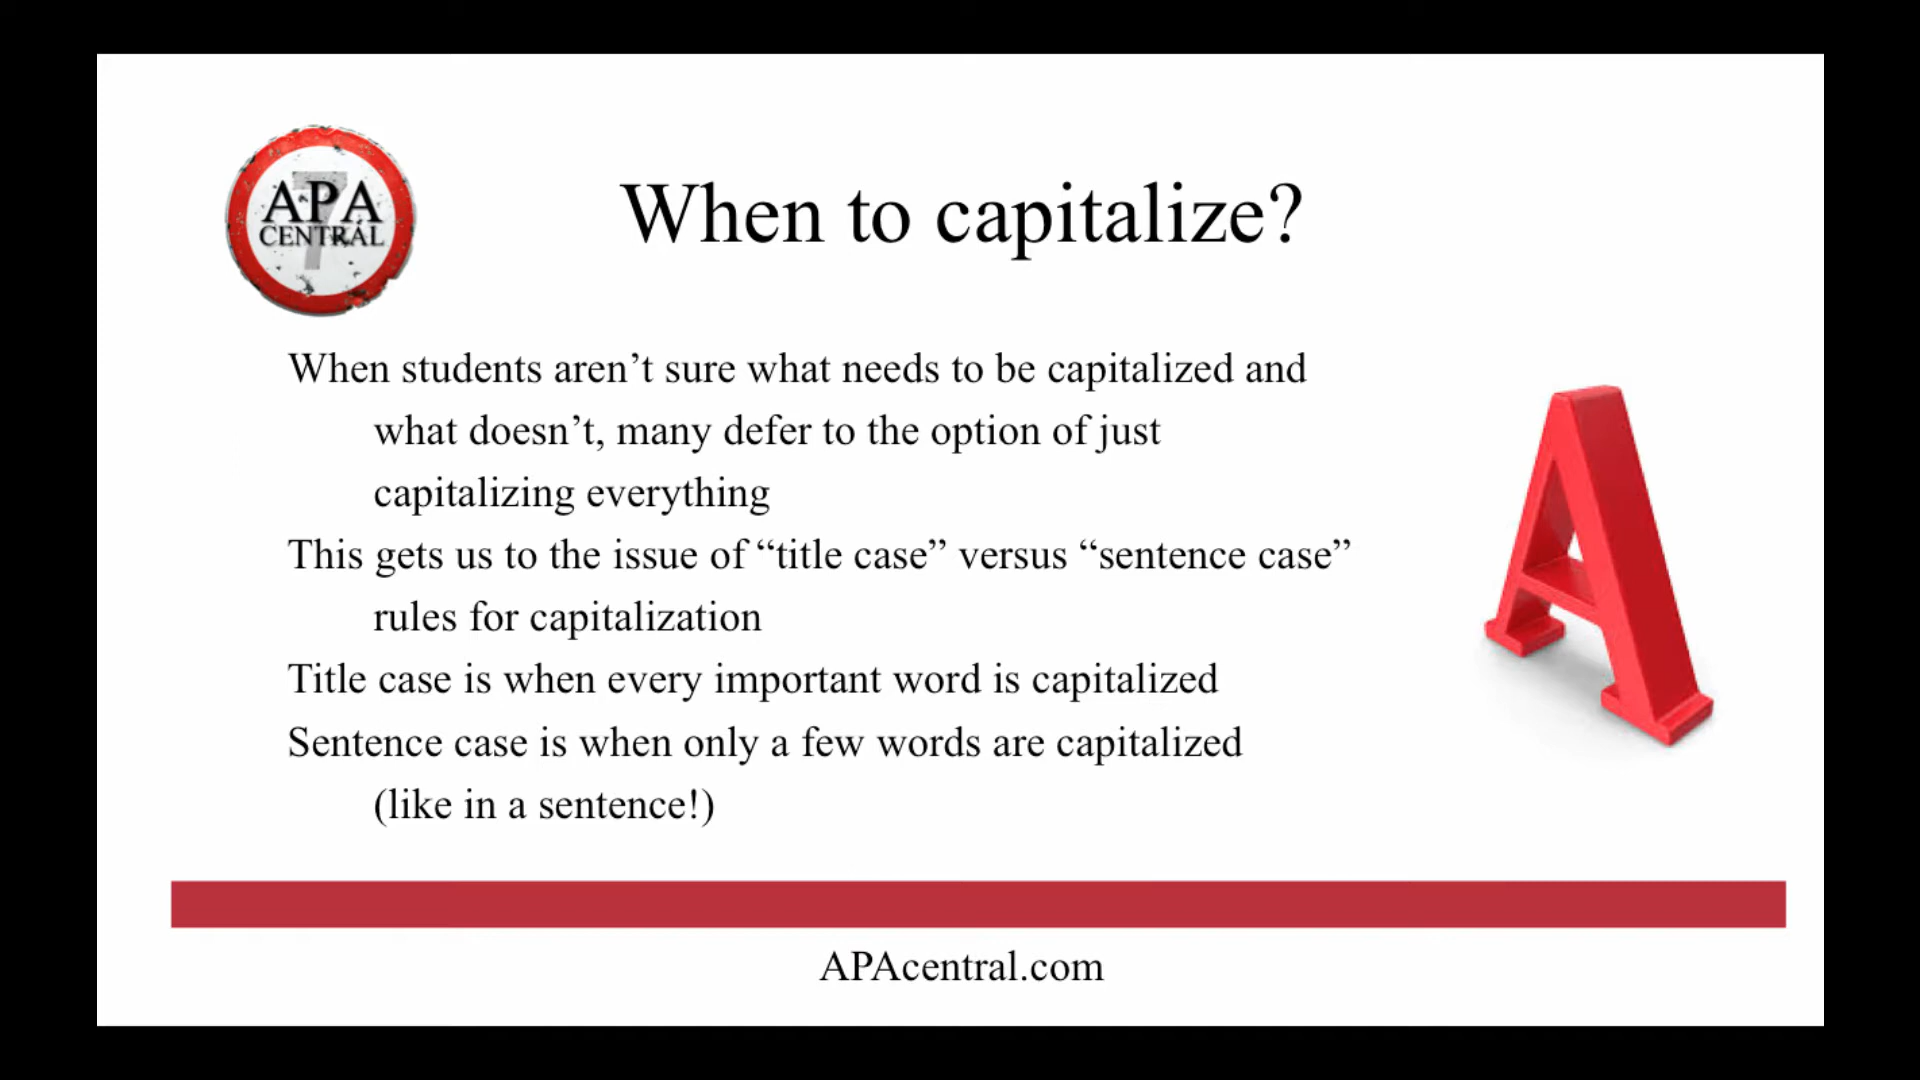 7
APA
CENTRAL
When to capitalize?
When students aren’t sure what needs to be capitalized and
what doesn’t, many defer to the option of just
capitalizing everything
This gets us to the issue of “title case” versus “sentence case”
rules for capitalization
Title case is when every important word is capitalized
Sentence case is when only a few words are capitalized
(like in a sentence!)
A
APAcentral.com